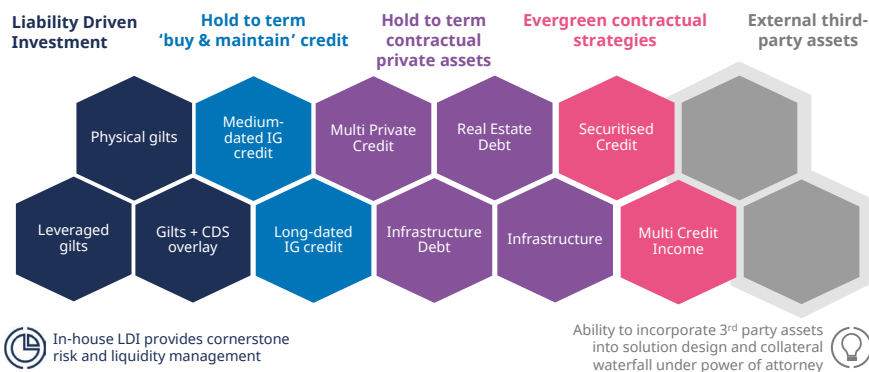 Liability Driven
Investment
Hold to term
‘buy & maintain’ credit
Hold to term
contractual
private assets
Evergreen contractual
strategies
External third-
party assets
Physical gilts
Medium-
dated IG
credit
Multi Private
Credit
Real Estate
Debt
Securitised
Credit
Leveraged
gilts
Gilts + CDS
overlay
Long-dated
IG credit
Infrastructure
Debt
Infrastructure
Multi Credit
Income
In-house LDI provides cornerstone
risk and liquidity management
Ability to incorporate 3rd party assets
into solution design and collateral
waterfall under power of attorney